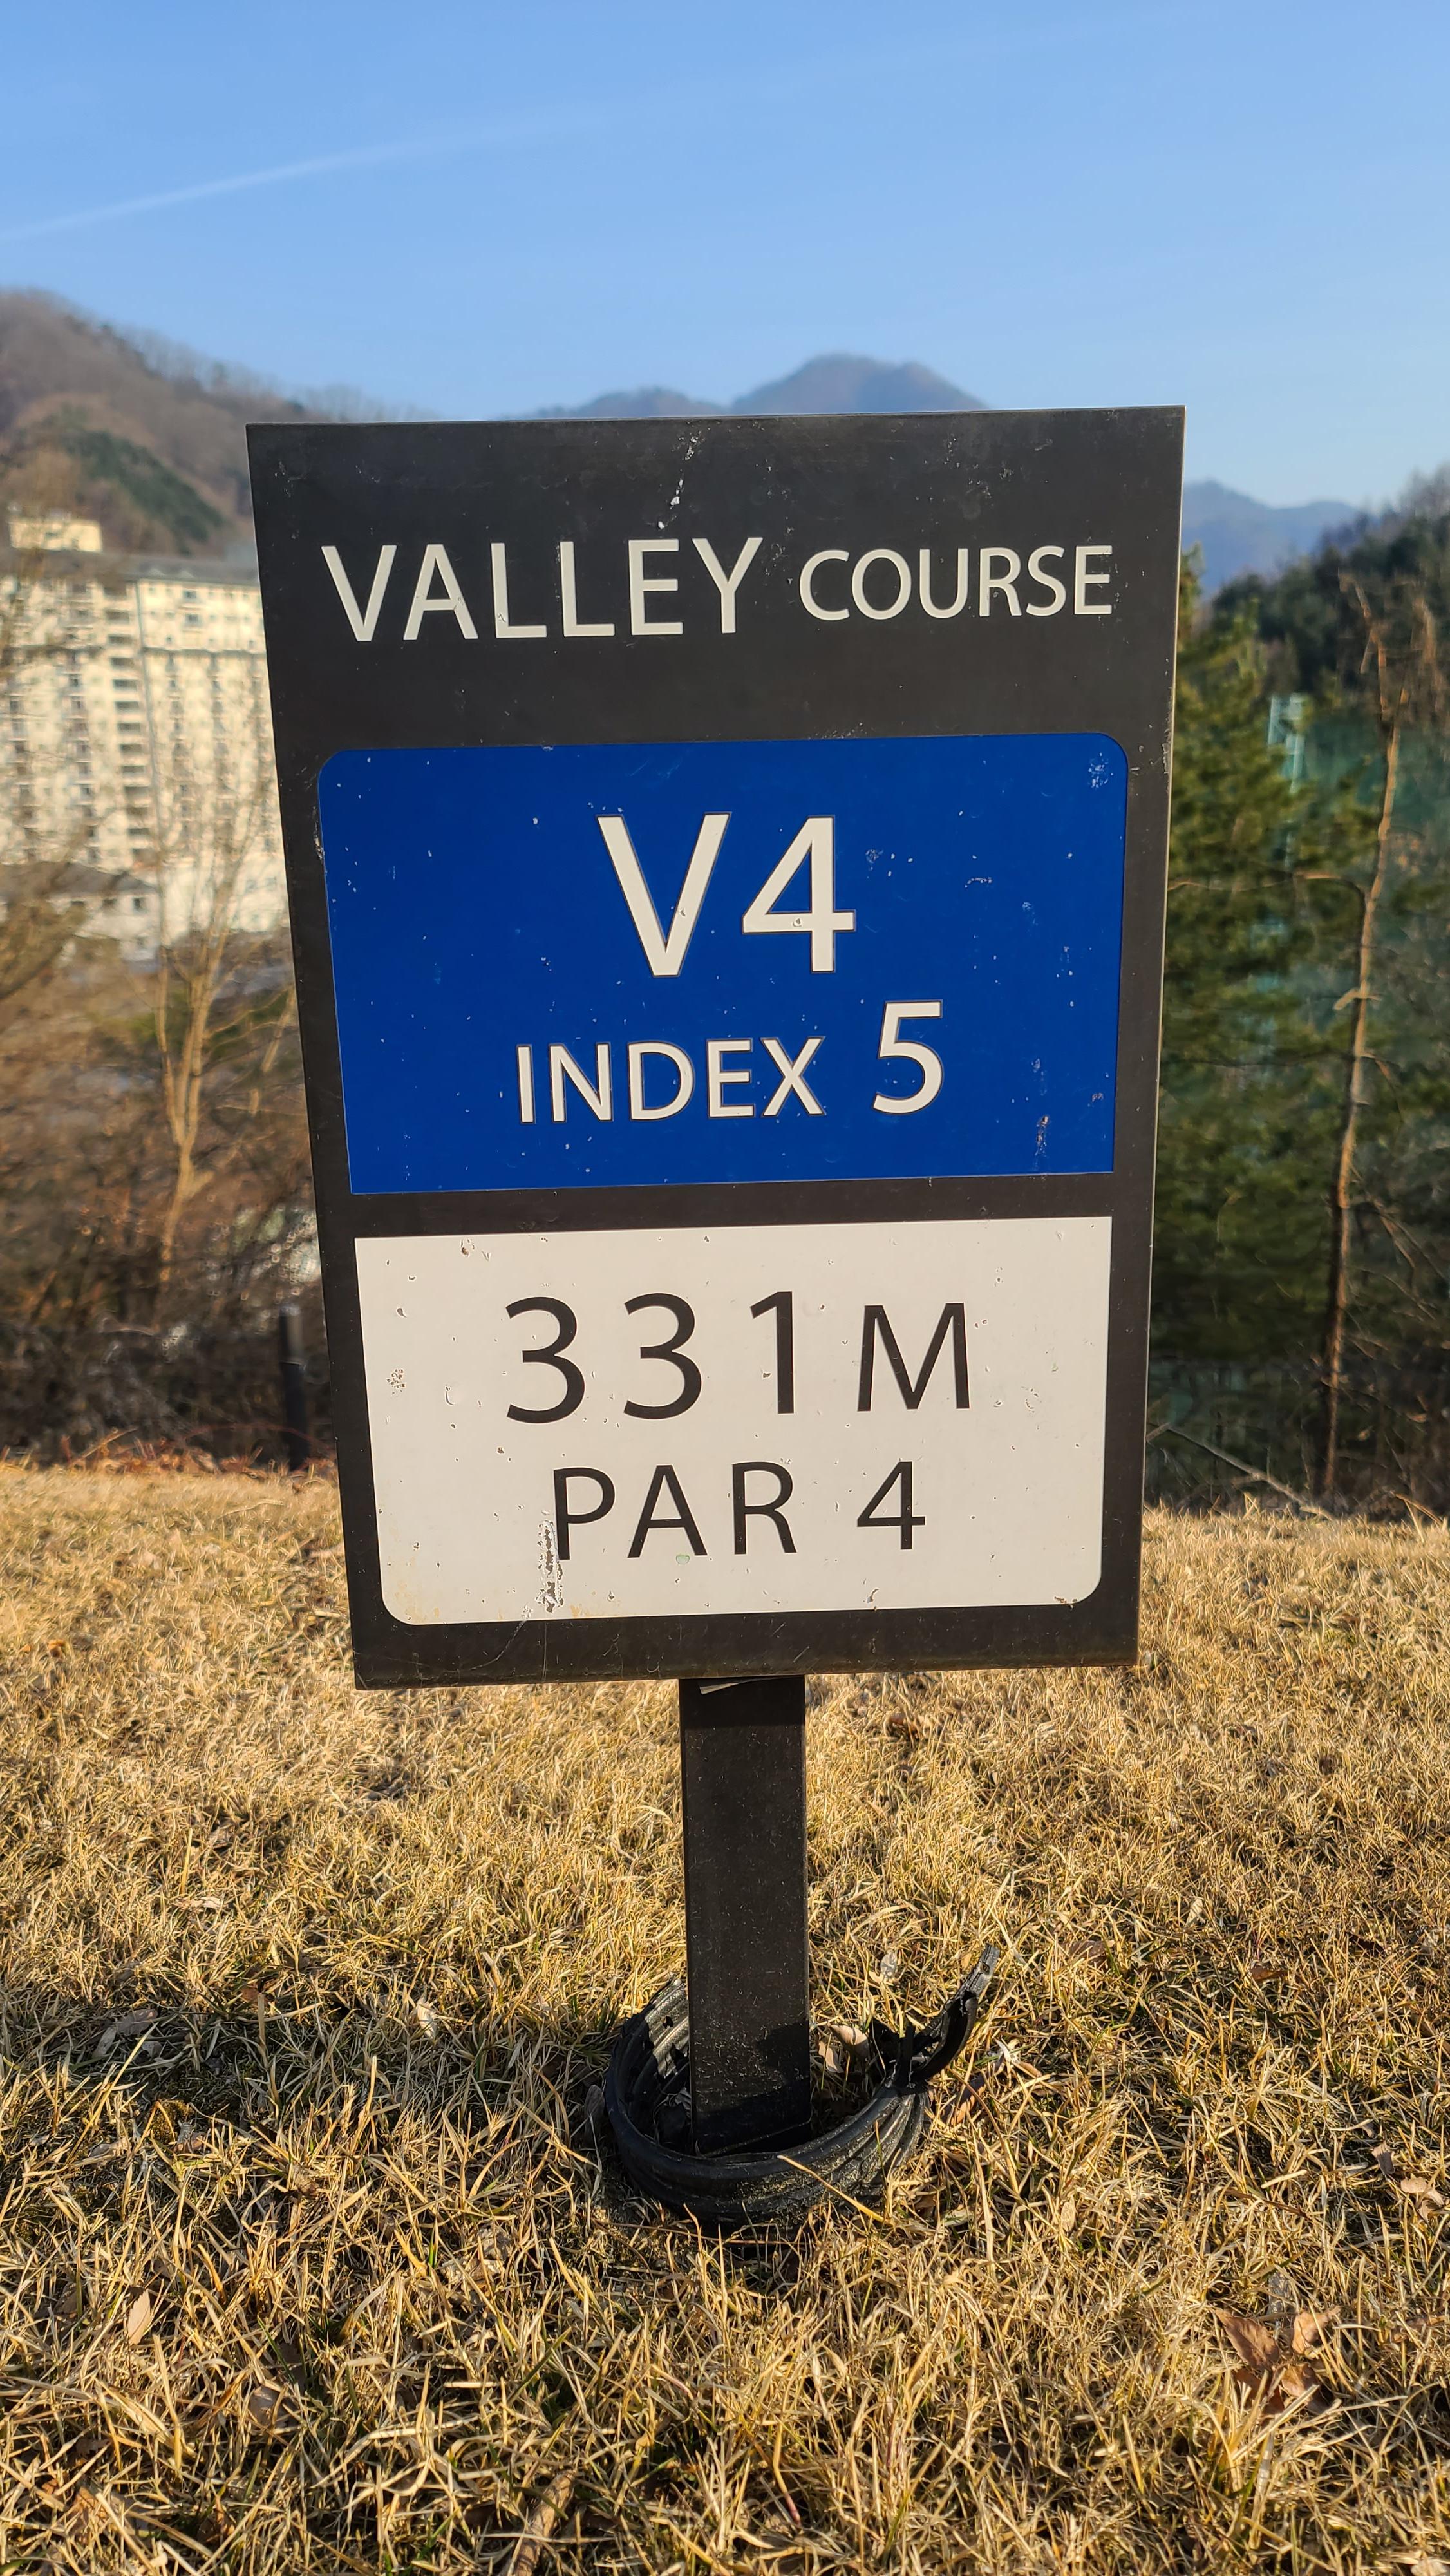 VALLEY COURSE
V4
INDEX 5
331M
PAR 4